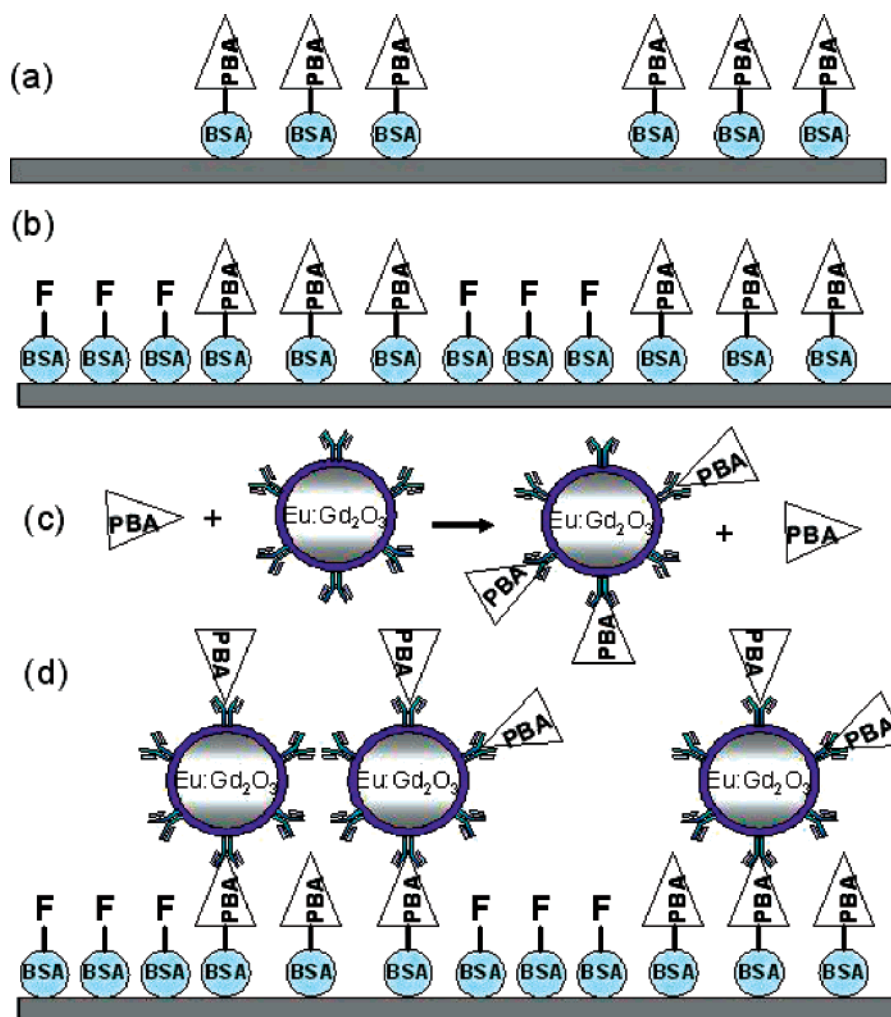 PBA PBA PBA PBA PBA PBA
(a)
BSA BSA BSA BSA BSA BSA
(b)
F F F PBA PBA PBA F F F PBA PBA PBA
BSA BSA BSA BSA BSA BSA BSA BSA BSA BSA BSA BSA
PBA
(c) PBA + Eu:Gd₂O₃ Eu:Gd₂O₃ + PBA
PBA
PBA
PBA PBA PBA
(d)
PBA PBA
Eu:Gd₂O₃ Eu:Gd₂O₃ Eu:Gd₂O₃
F F F PBA PBA PBA F F F PBA PBA PBA
BSA BSA BSA BSA BSA BSA BSA BSA BSA BSA BSA BSA